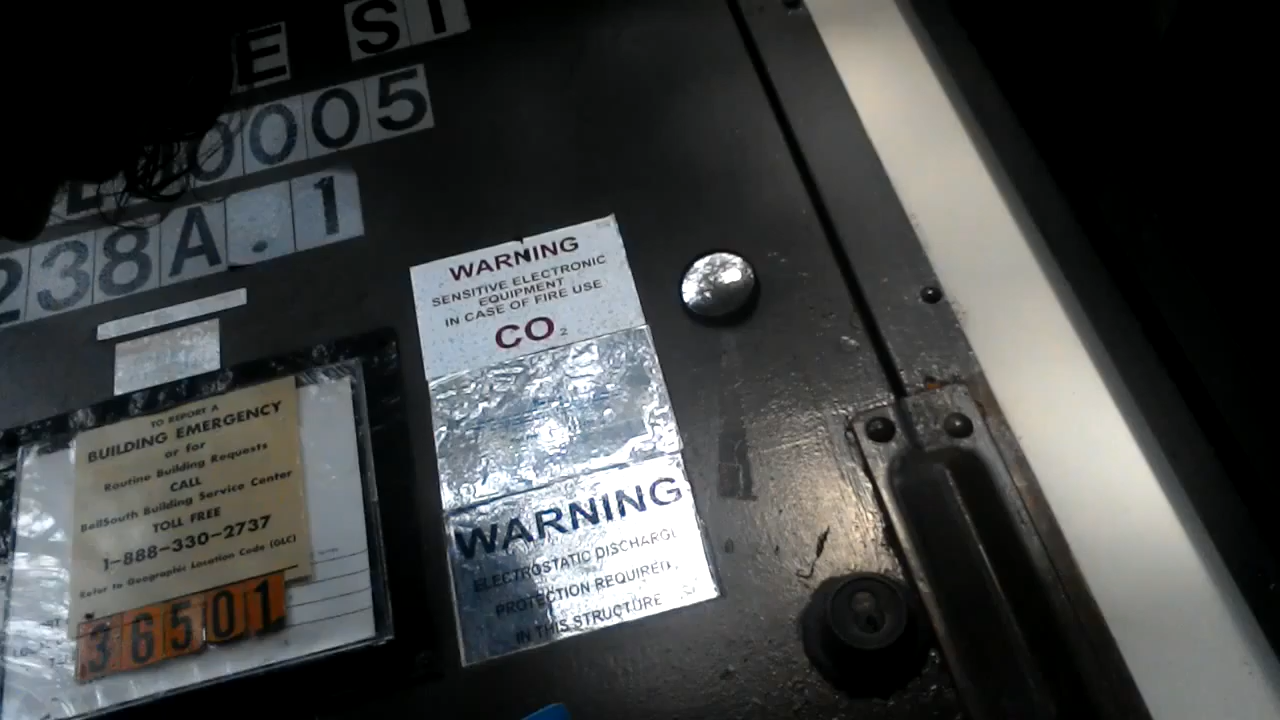 E SI
0005
238A.1
WARNING
SENSITIVE ELECTRONIC
EQUIPMENT
IN CASE OF FIRE USE
CO2
WARNING
ELECTROSTATIC DISCHARGE
PROTECTION REQUIRED
IN THIS STRUCTURE
TO REPORT A
BUILDING EMERGENCY
or for
Routine Building Requests
CALL
BellSouth Building Service Center
TOLL FREE
1-888-330-2737
Refer to Geographic Location Code (GLC)
36501